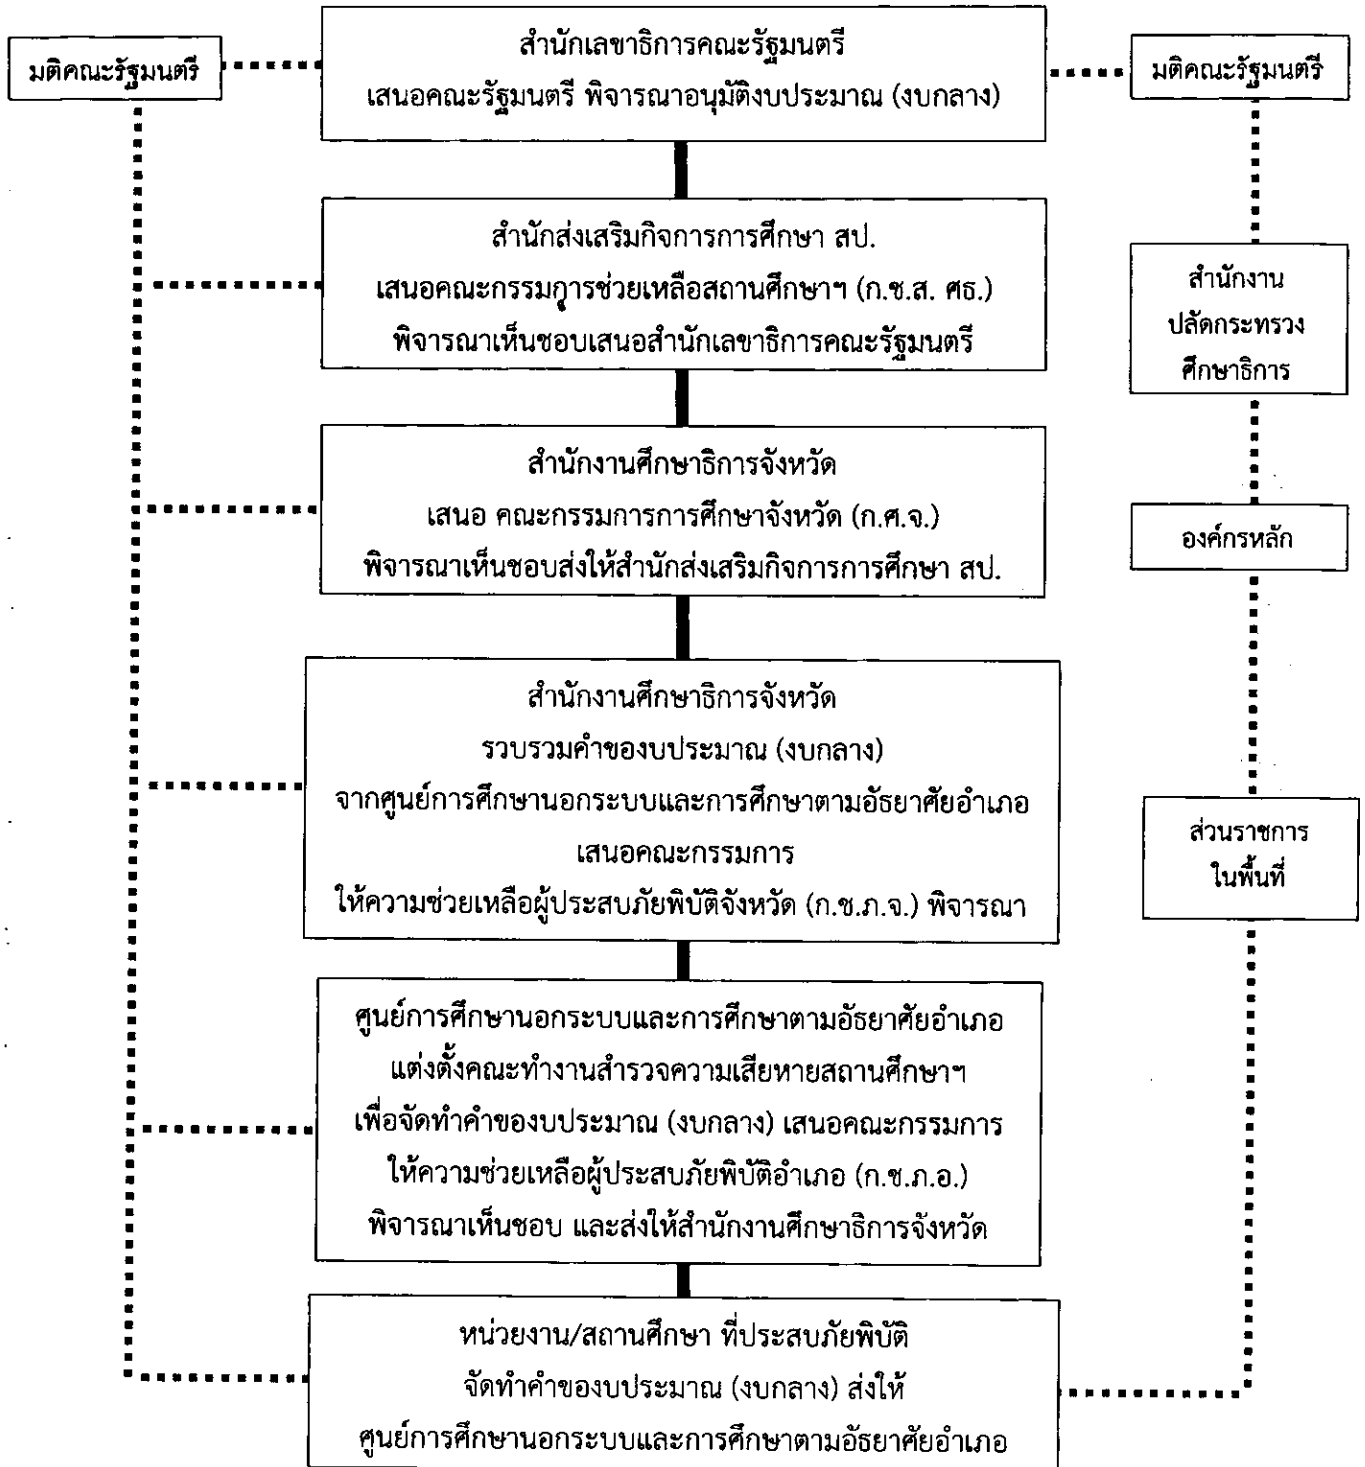 มติคณะรัฐมนตรี
สำนักเลขาธิการคณะรัฐมนตรี
เสนอคณะรัฐมนตรี พิจารณาอนุมัติงบประมาณ (งบกลาง)
มติคณะรัฐมนตรี
สำนักส่งเสริมกิจการการศึกษา สป.
เสนอคณะกรรมการช่วยเหลือสถานศึกษาฯ (ก.ช.ส. ศธ.)
พิจารณาเห็นชอบเสนอสำนักเลขาธิการคณะรัฐมนตรี
สำนักงาน
ปลัดกระทรวง
ศึกษาธิการ
สำนักงานศึกษาธิการจังหวัด
เสนอ คณะกรรมการการศึกษาจังหวัด (ก.ศ.จ.)
พิจารณาเห็นชอบส่งให้สำนักส่งเสริมกิจการการศึกษา สป.
องค์กรหลัก
สำนักงานศึกษาธิการจังหวัด
รวบรวมคำของบประมาณ (งบกลาง)
จากศูนย์การศึกษานอกระบบและการศึกษาตามอัธยาศัยอำเภอ
เสนอคณะกรรมการ
ให้ความช่วยเหลือผู้ประสบภัยพิบัติจังหวัด (ก.ช.ภ.จ.) พิจารณา
ส่วนราชการ
ในพื้นที่
ศูนย์การศึกษานอกระบบและการศึกษาตามอัธยาศัยอำเภอ
แต่งตั้งคณะทำงานสำรวจความเสียหายสถานศึกษาฯ
เพื่อจัดทำคำของบประมาณ (งบกลาง) เสนอคณะกรรมการ
ให้ความช่วยเหลือผู้ประสบภัยพิบัติอำเภอ (ก.ช.ภ.อ.)
พิจารณาเห็นชอบ และส่งให้สำนักงานศึกษาธิการจังหวัด
หน่วยงาน/สถานศึกษา ที่ประสบภัยพิบัติ
จัดทำคำของบประมาณ (งบกลาง) ส่งให้
ศูนย์การศึกษานอกระบบและการศึกษาตามอัธยาศัยอำเภอ